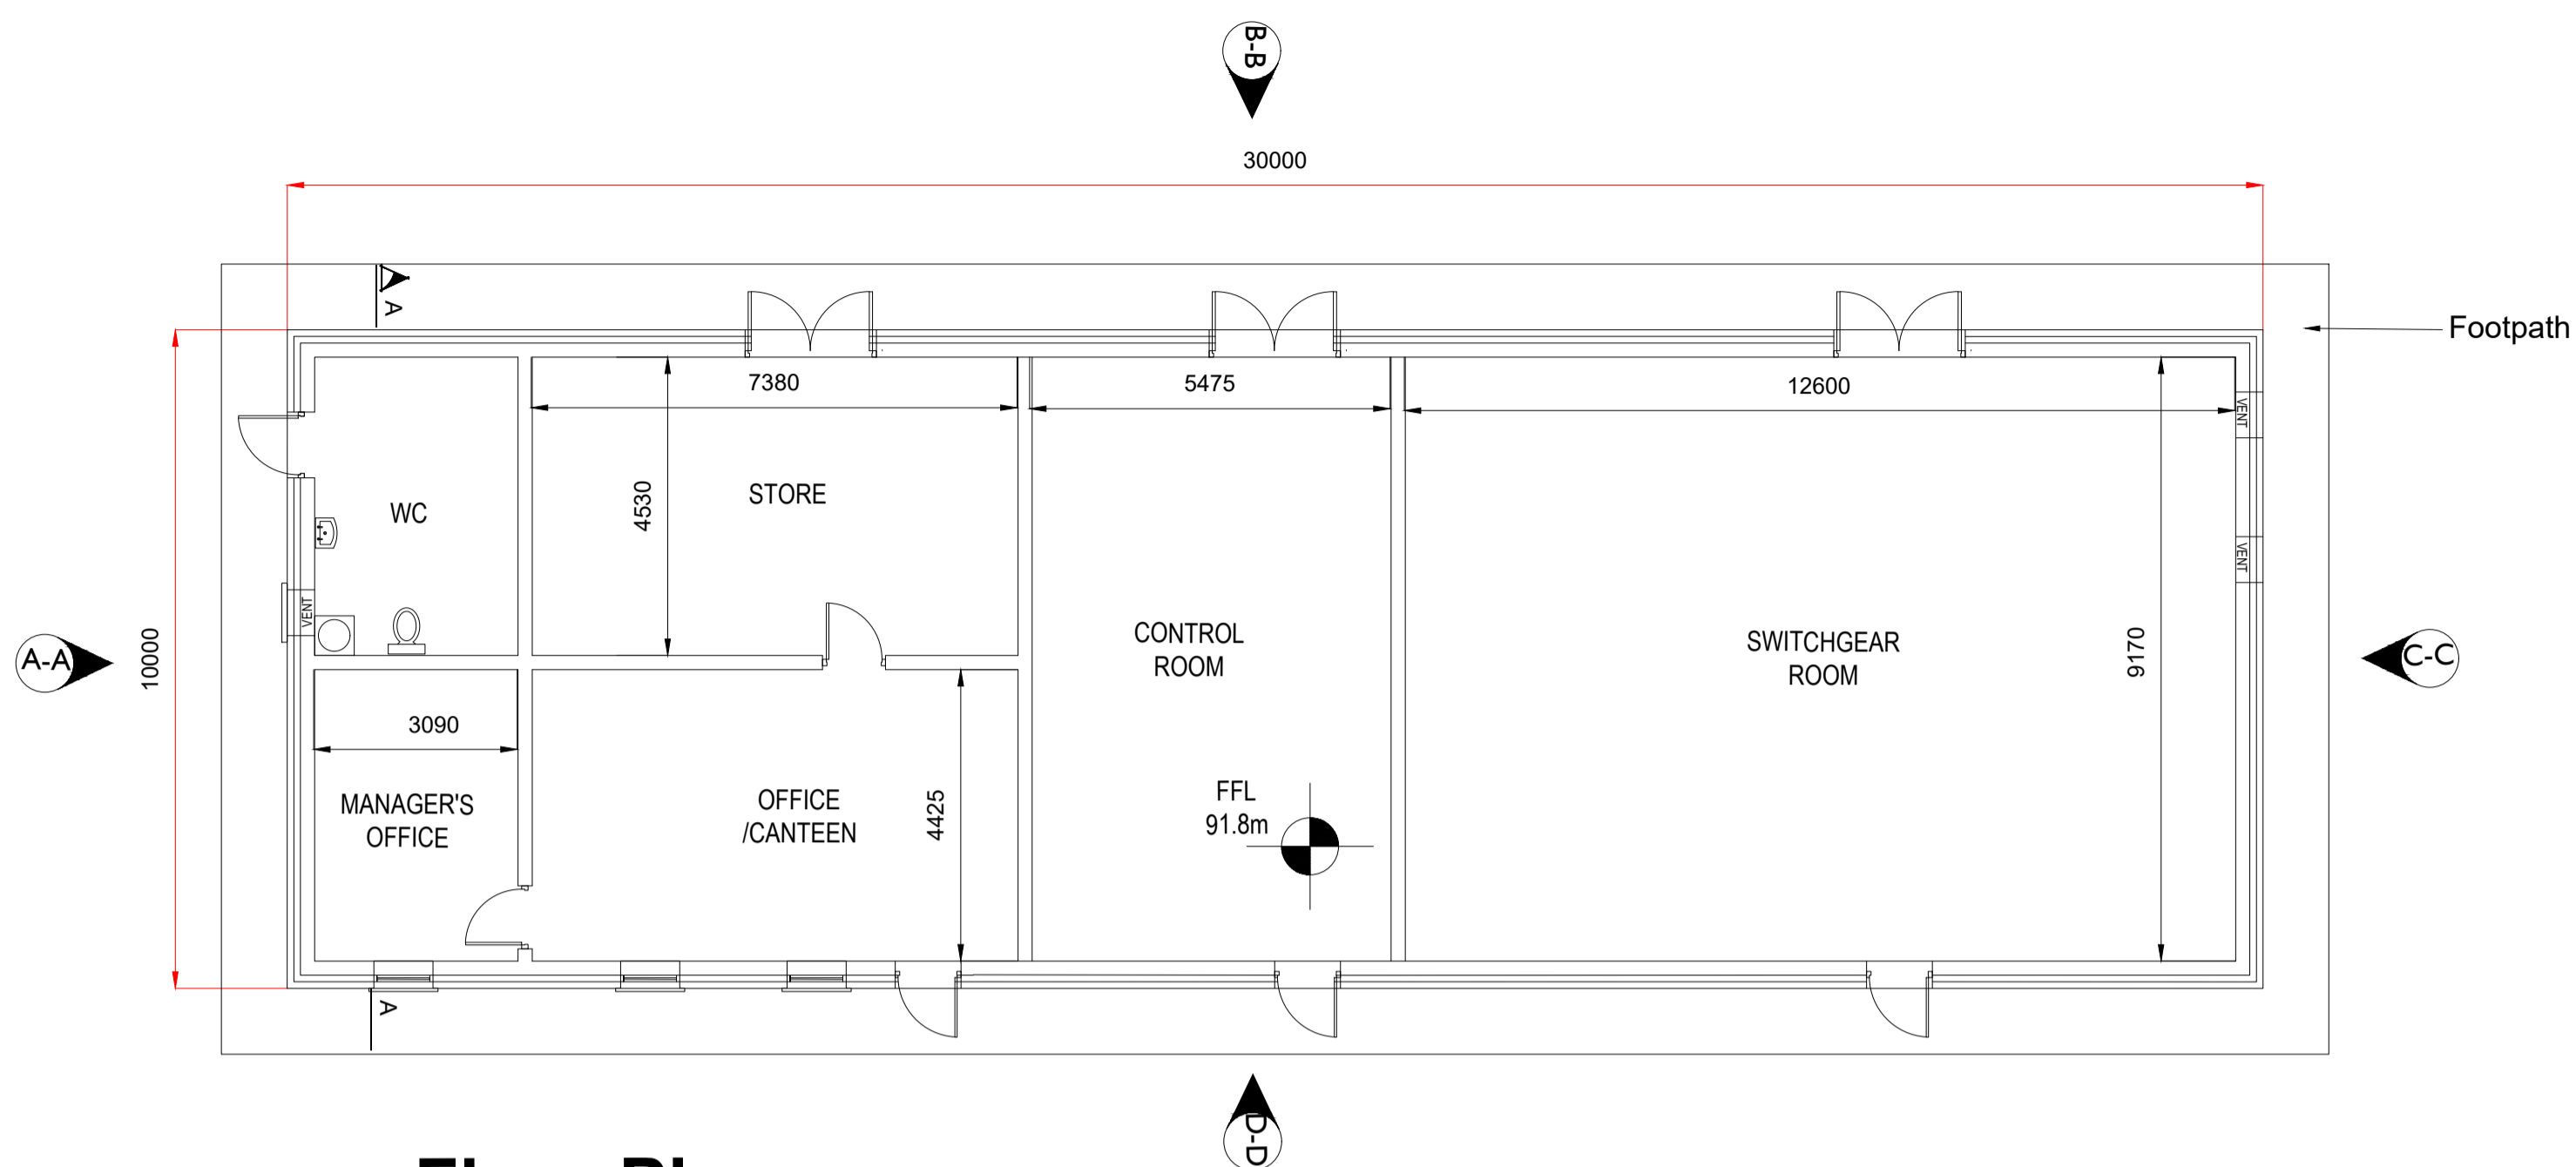 B-B
30000
A
Footpath
7380
5475
12600
VENT
4530
STORE
WC
VENT
VENT
CONTROL
ROOM
SWITCHGEAR
ROOM
9170
A-A
10000
C-C
3090
MANAGER'S
OFFICE
OFFICE
/CANTEEN
4425
FFL
91.8m
A
D-D